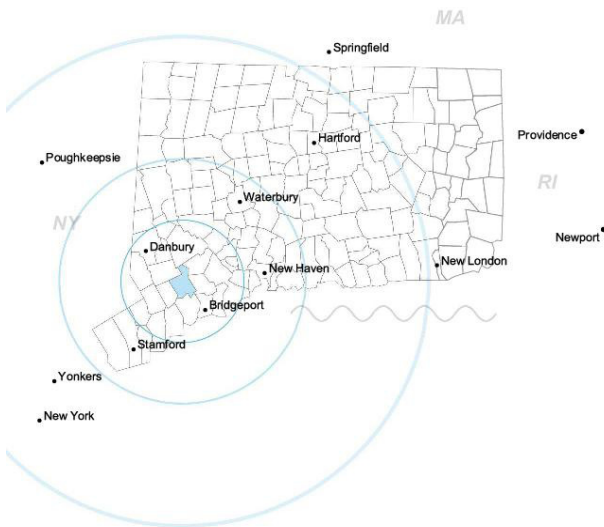 MA
Springfield
Providence
Hartford
Poughkeepsie
RI
Waterbury
NY
Newport
Danbury
New London
New Haven
Bridgeport
Stamford
Yonkers
New York